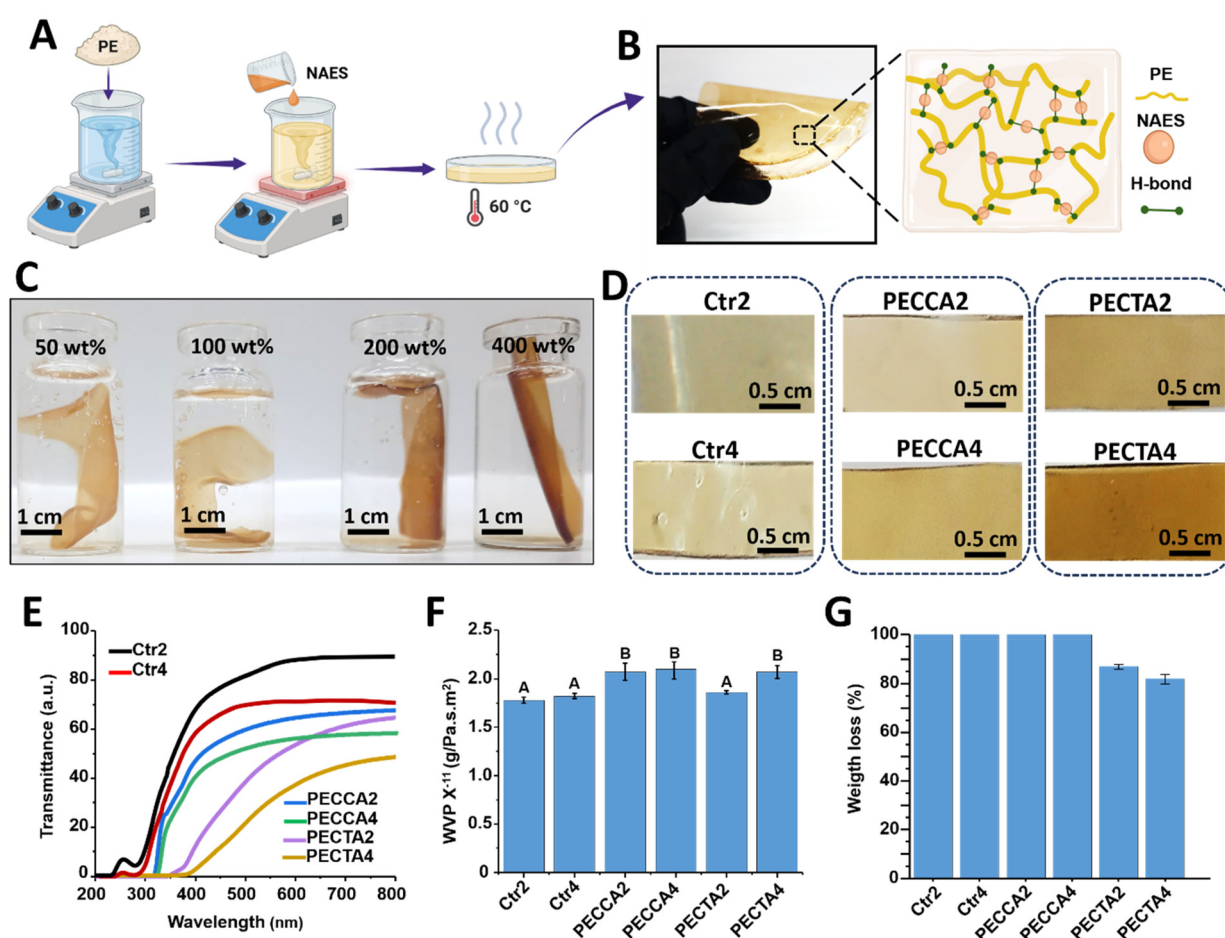 A
PE
NAES
60 °C
B
PE
NAES
H-bond
C
50 wt%
100 wt%
200 wt%
400 wt%
1 cm
1 cm
1 cm
1 cm
D
Ctr2
PECCA2
PECTA2
0.5 cm
0.5 cm
0.5 cm
Ctr4
PECCA4
PECTA4
0.5 cm
0.5 cm
0.5 cm
E
Transmittance (a.u.)
100
80
60
40
20
0
Ctr2
Ctr4
PECCA2
PECCA4
PECTA2
PECTA4
200
300
400
500
600
700
800
Wavelength (nm)
F
WVP X⁻¹¹ (g/Pa.s.m²)
2.5
2.0
1.5
1.0
0.5
0
A
A
B
B
A
B
Ctr2
Ctr4
PECCA2
PECCA4
PECTA2
PECTA4
G
Weigth loss (%)
100
80
60
40
20
80
Ctr2
Ctr4
PECCA2
PECCA4
PECTA2
PECTA4